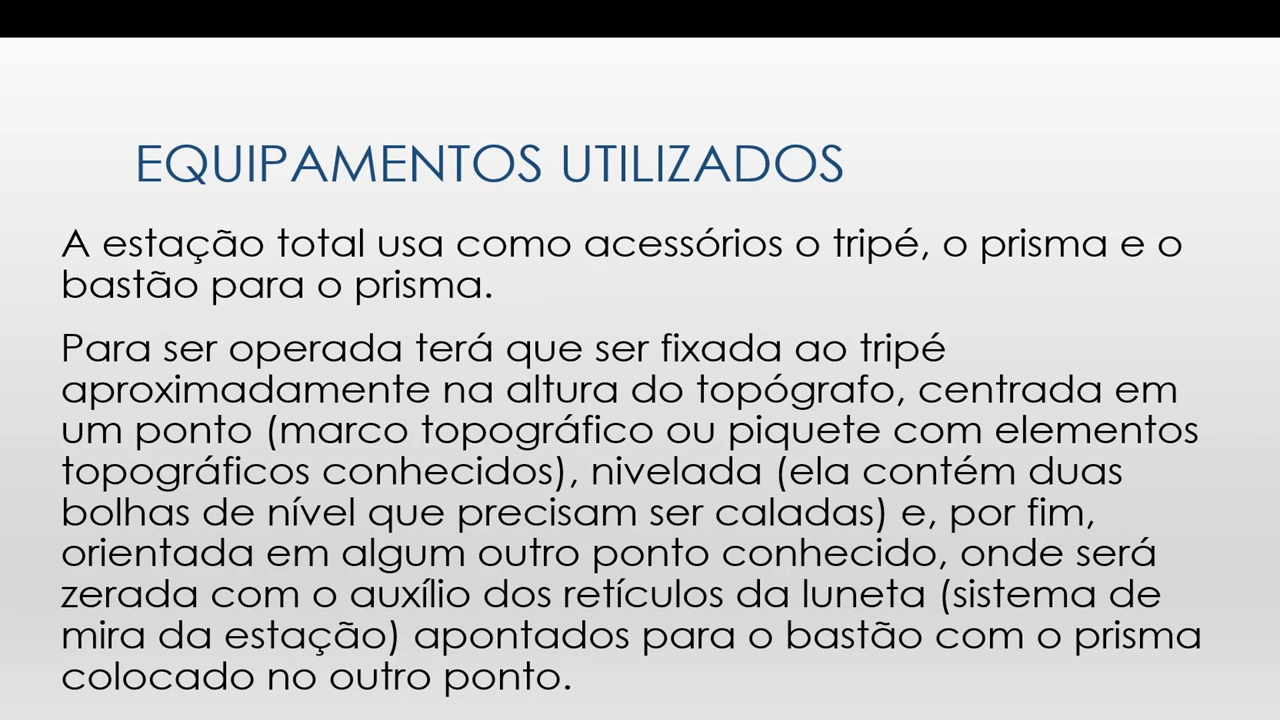 EQUIPAMENTOS UTILIZADOS
A estação total usa como acessórios o tripé, o prisma e o
bastão para o prisma.
Para ser operada terá que ser fixada ao tripé
aproximadamente na altura do topógrafo, centrada em
um ponto (marco topográfico ou piquete com elementos
topográficos conhecidos), nivelada (ela contém duas
bolhas de nível que precisam ser caladas) e, por fim,
orientada em algum outro ponto conhecido, onde será
zerada com o auxílio dos retículos da luneta (sistema de
mira da estação) apontados para o bastão com o prisma
colocado no outro ponto.